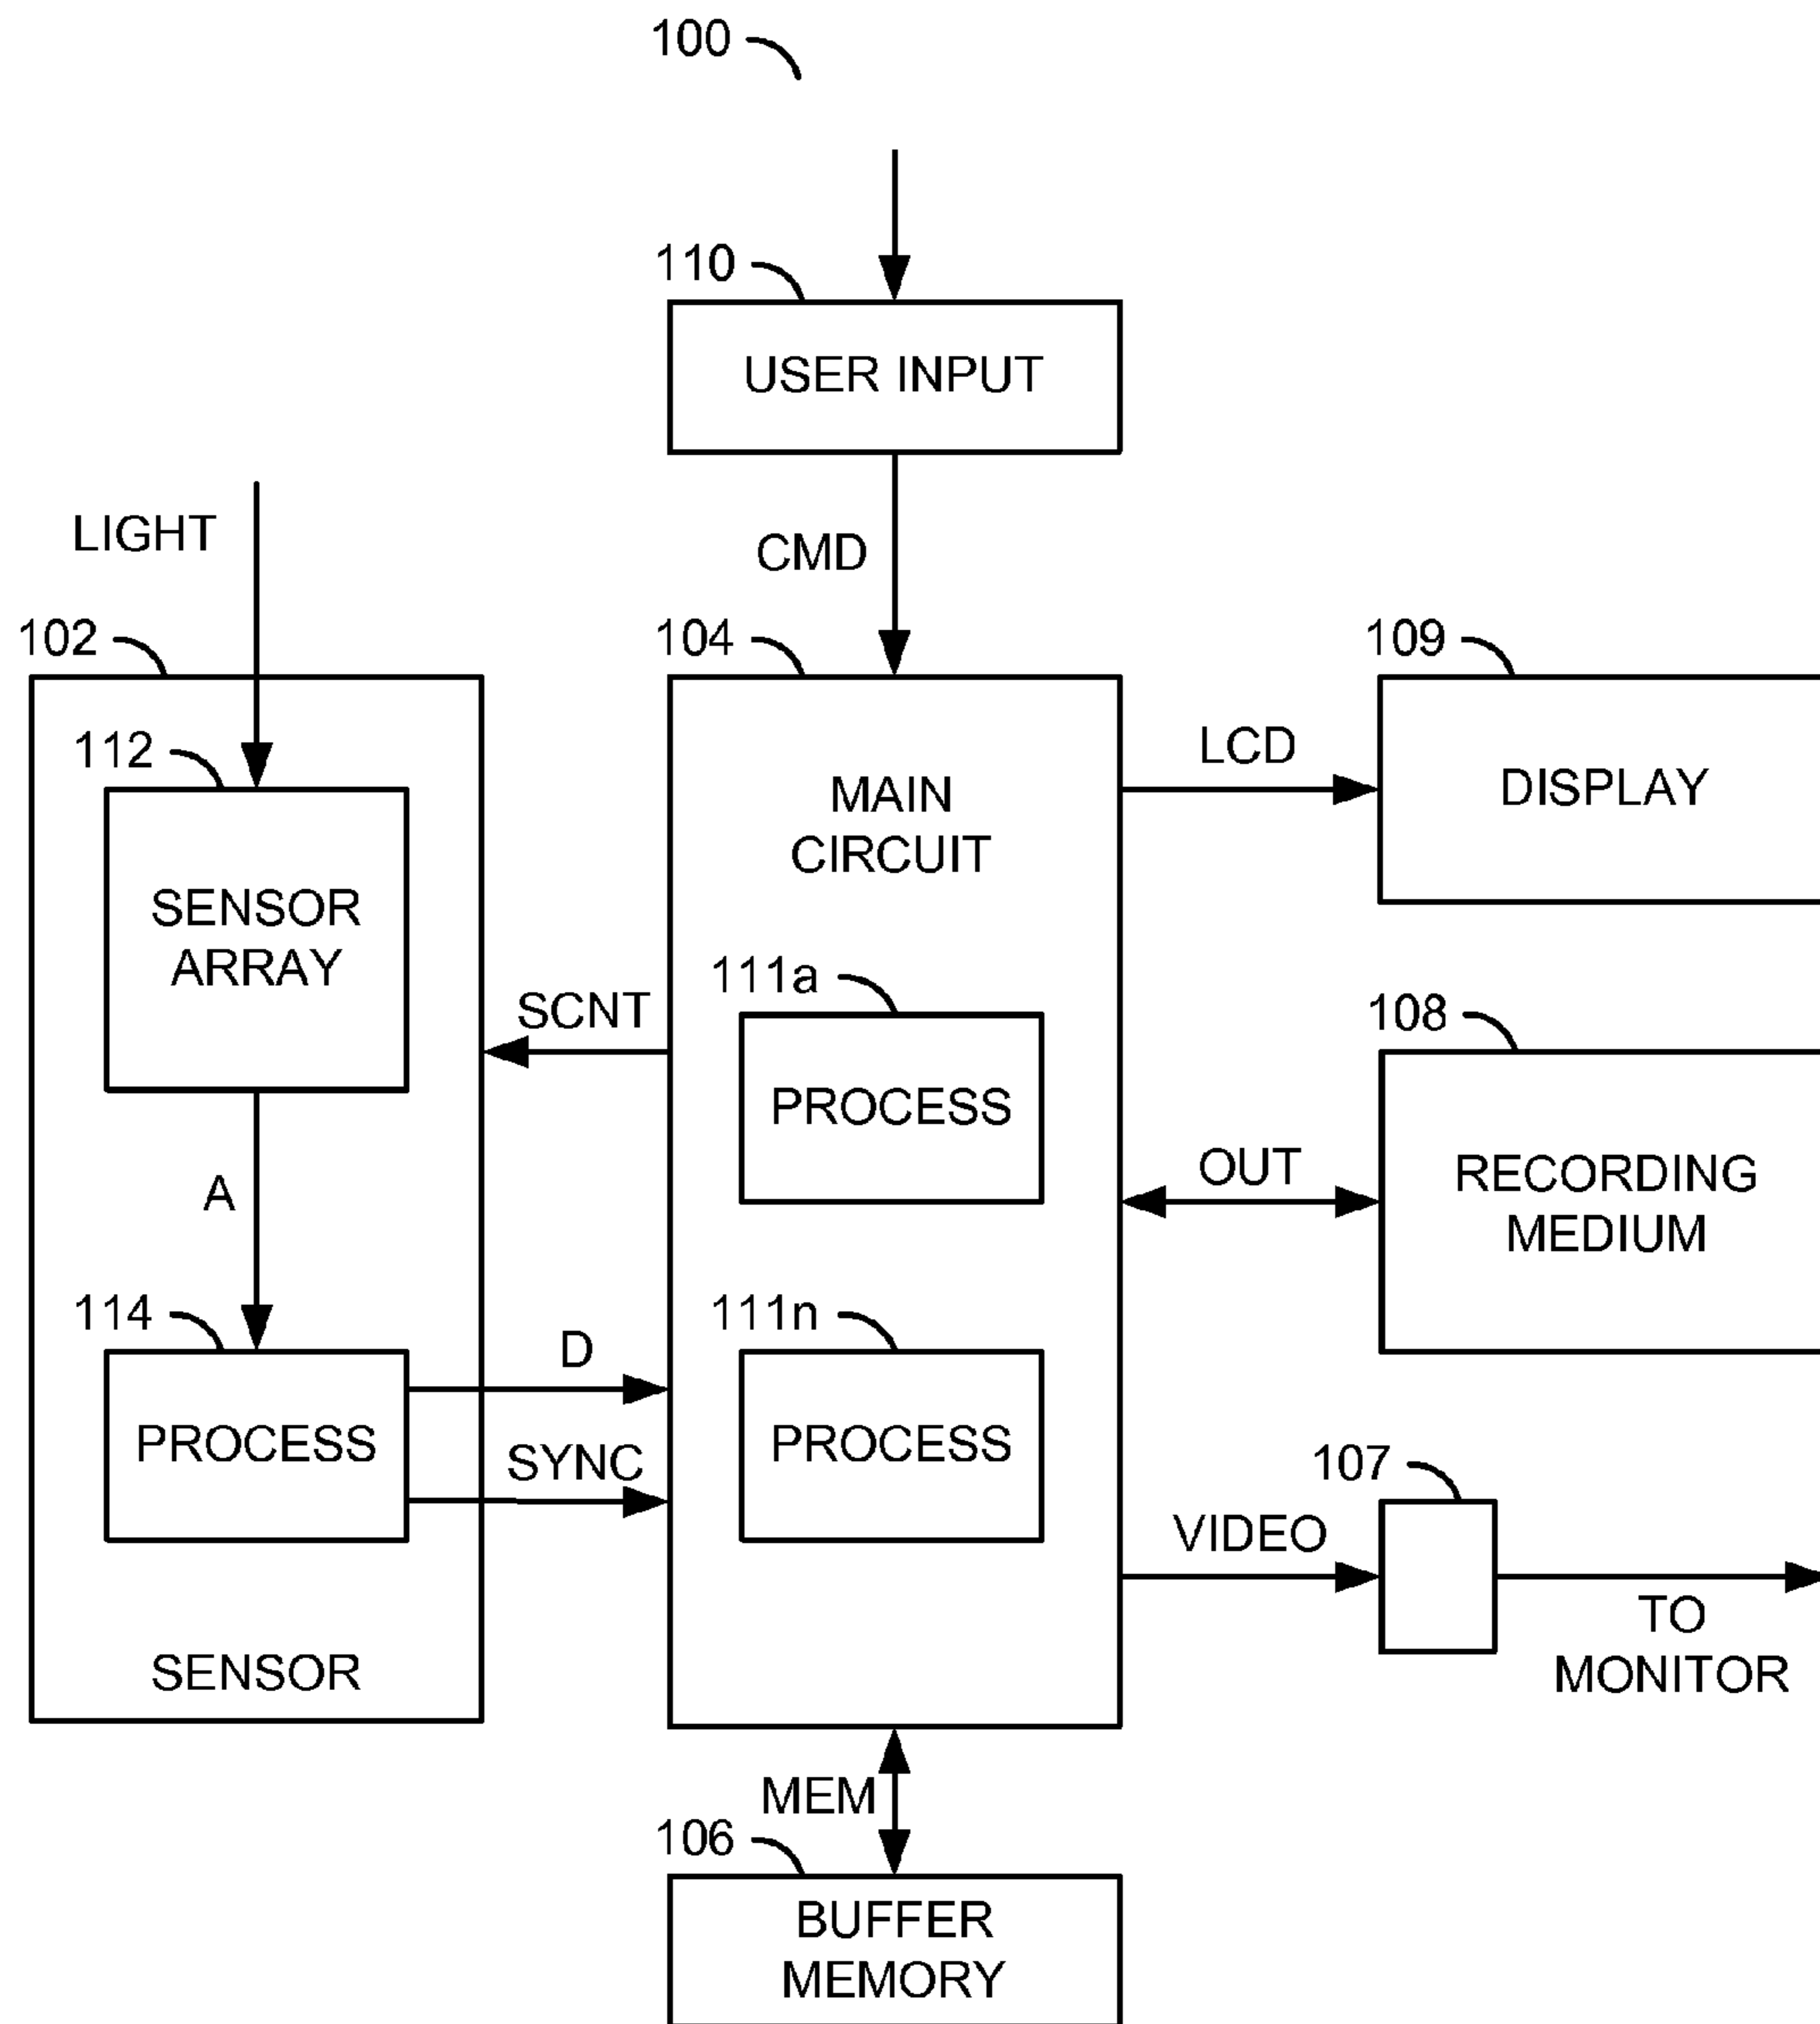 100
110
USER INPUT
LIGHT
CMD
102
104
109
112
MAIN
CIRCUIT
LCD
DISPLAY
SENSOR
ARRAY
111a
SCNT
108
PROCESS
A
OUT
RECORDING
MEDIUM
114
111n
D
PROCESS
PROCESS
SYNC
107
VIDEO
TO
MONITOR
SENSOR
MEM
106
BUFFER
MEMORY